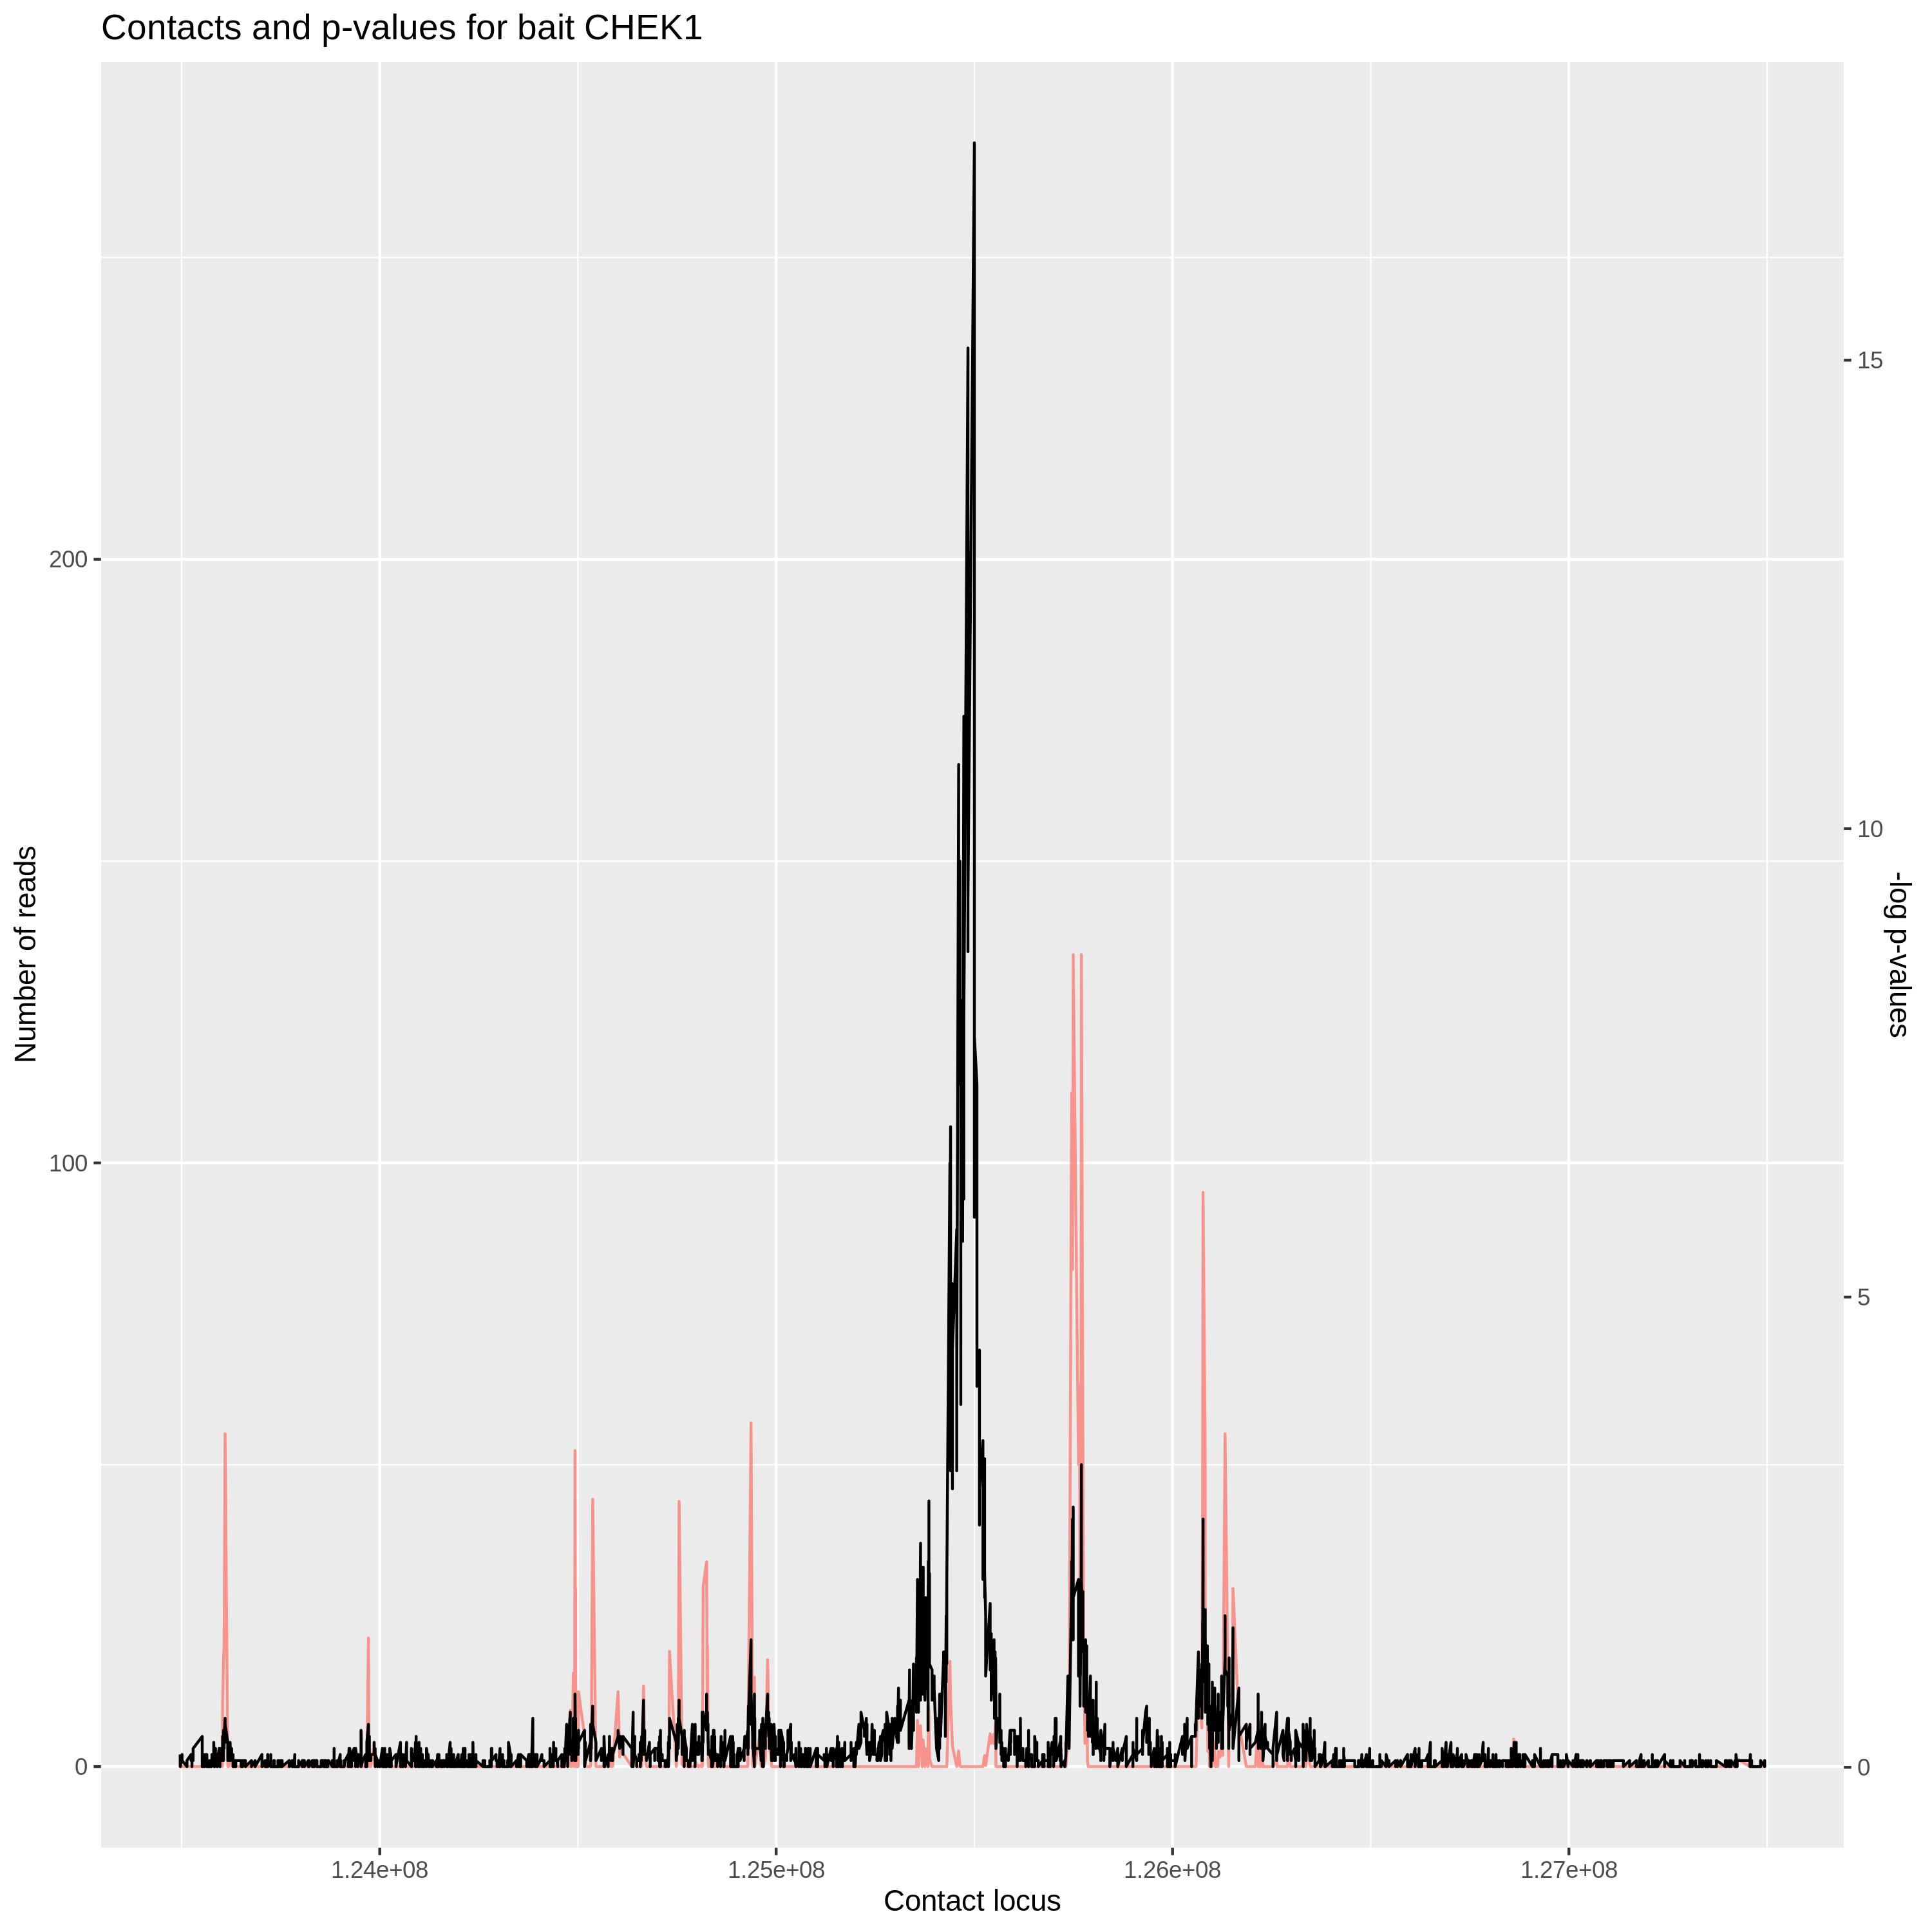 Contacts and p-values for bait CHEK1
200
100
0
Number of reads
15
10
5
0
-log p-values
1.24e+08
1.25e+08
1.26e+08
1.27e+08
Contact locus